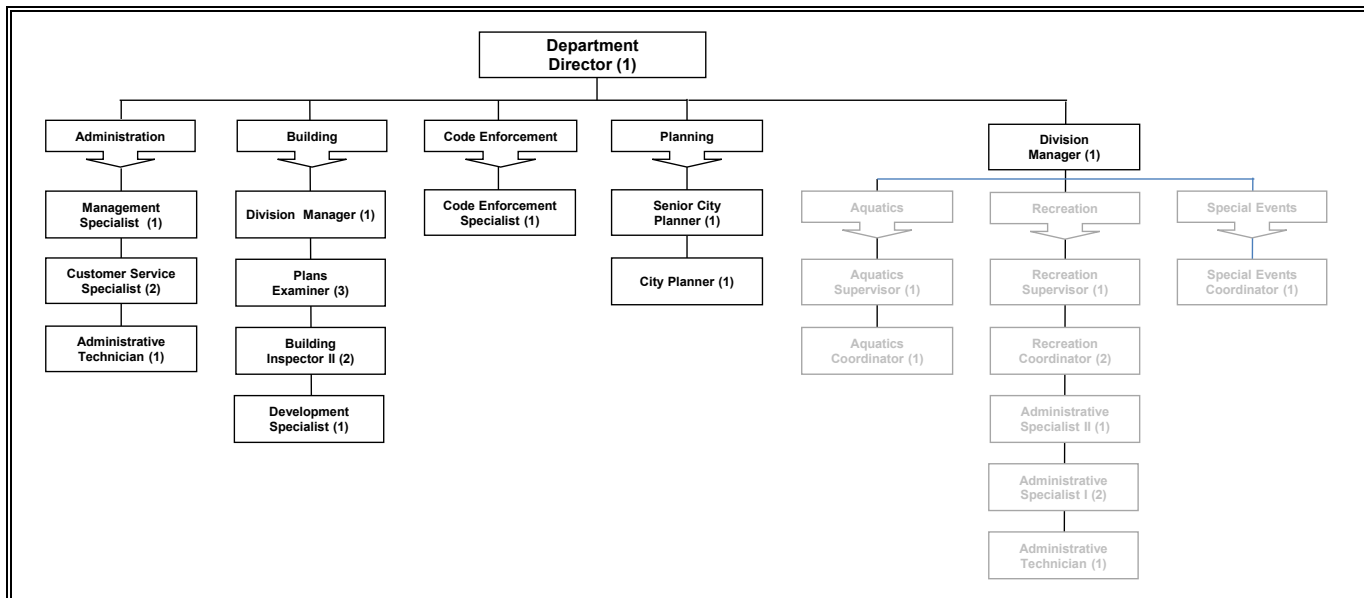 Department
Director (1)
Administration
Building
Code Enforcement
Planning
Division
Manager (1)
Management
Specialist (1)
Division Manager (1)
Code Enforcement
Specialist (1)
Senior City
Planner (1)
Aquatics
Recreation
Special Events
Customer Service
Specialist (2)
Plans
Examiner (3)
City Planner (1)
Aquatics
Supervisor (1)
Recreation
Supervisor (1)
Special Events
Coordinator (1)
Administrative
Technician (1)
Building
Inspector II (2)
Aquatics
Coordinator (1)
Recreation
Coordinator (2)
Development
Specialist (1)
Administrative
Specialist II (1)
Administrative
Specialist I (2)
Administrative
Technician (1)